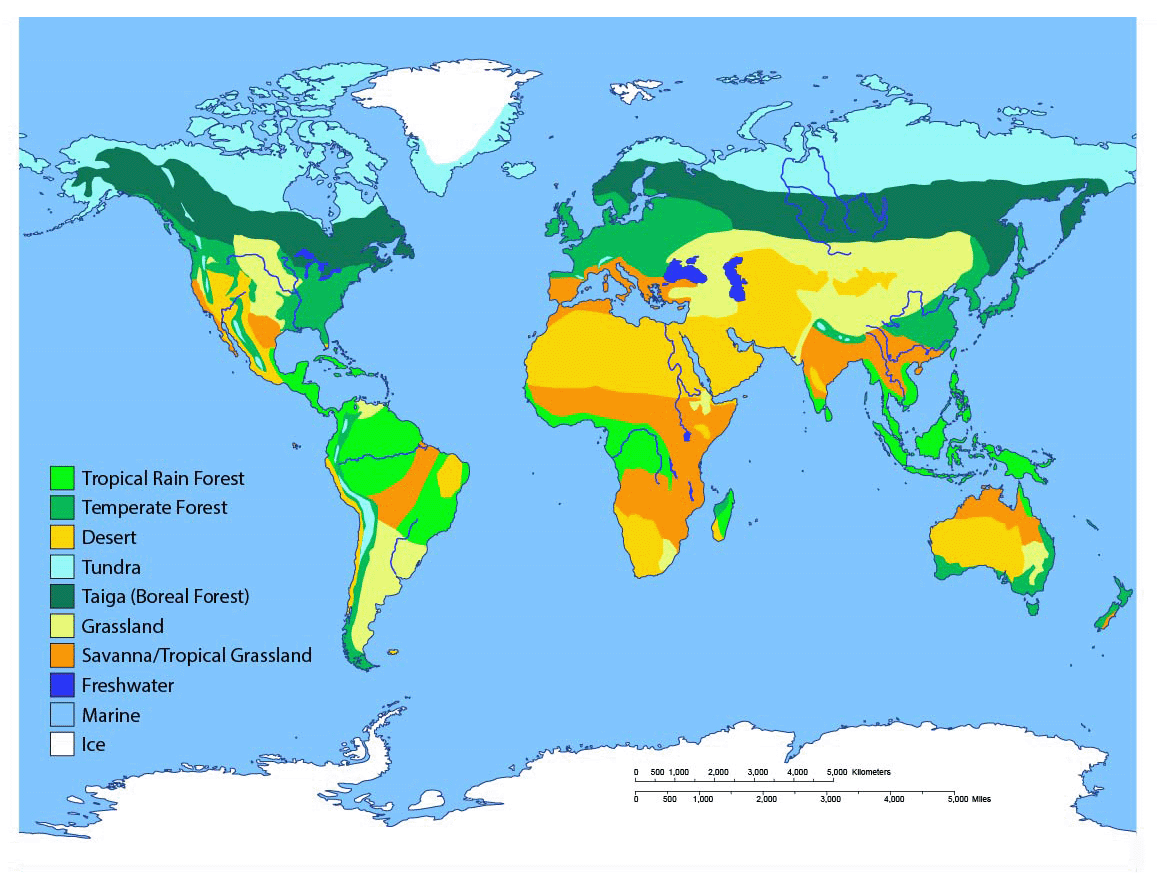 Tropical Rain Forest
Temperate Forest
Desert
Tundra
Taiga (Boreal Forest)
Grassland
Savanna/Tropical Grassland
Freshwater
Marine
Ice
0 500 1,000 2,000 3,000 4,000 5,000 Kilometers
0 500 1,000 2,000 3,000 4,000 5,000 Miles